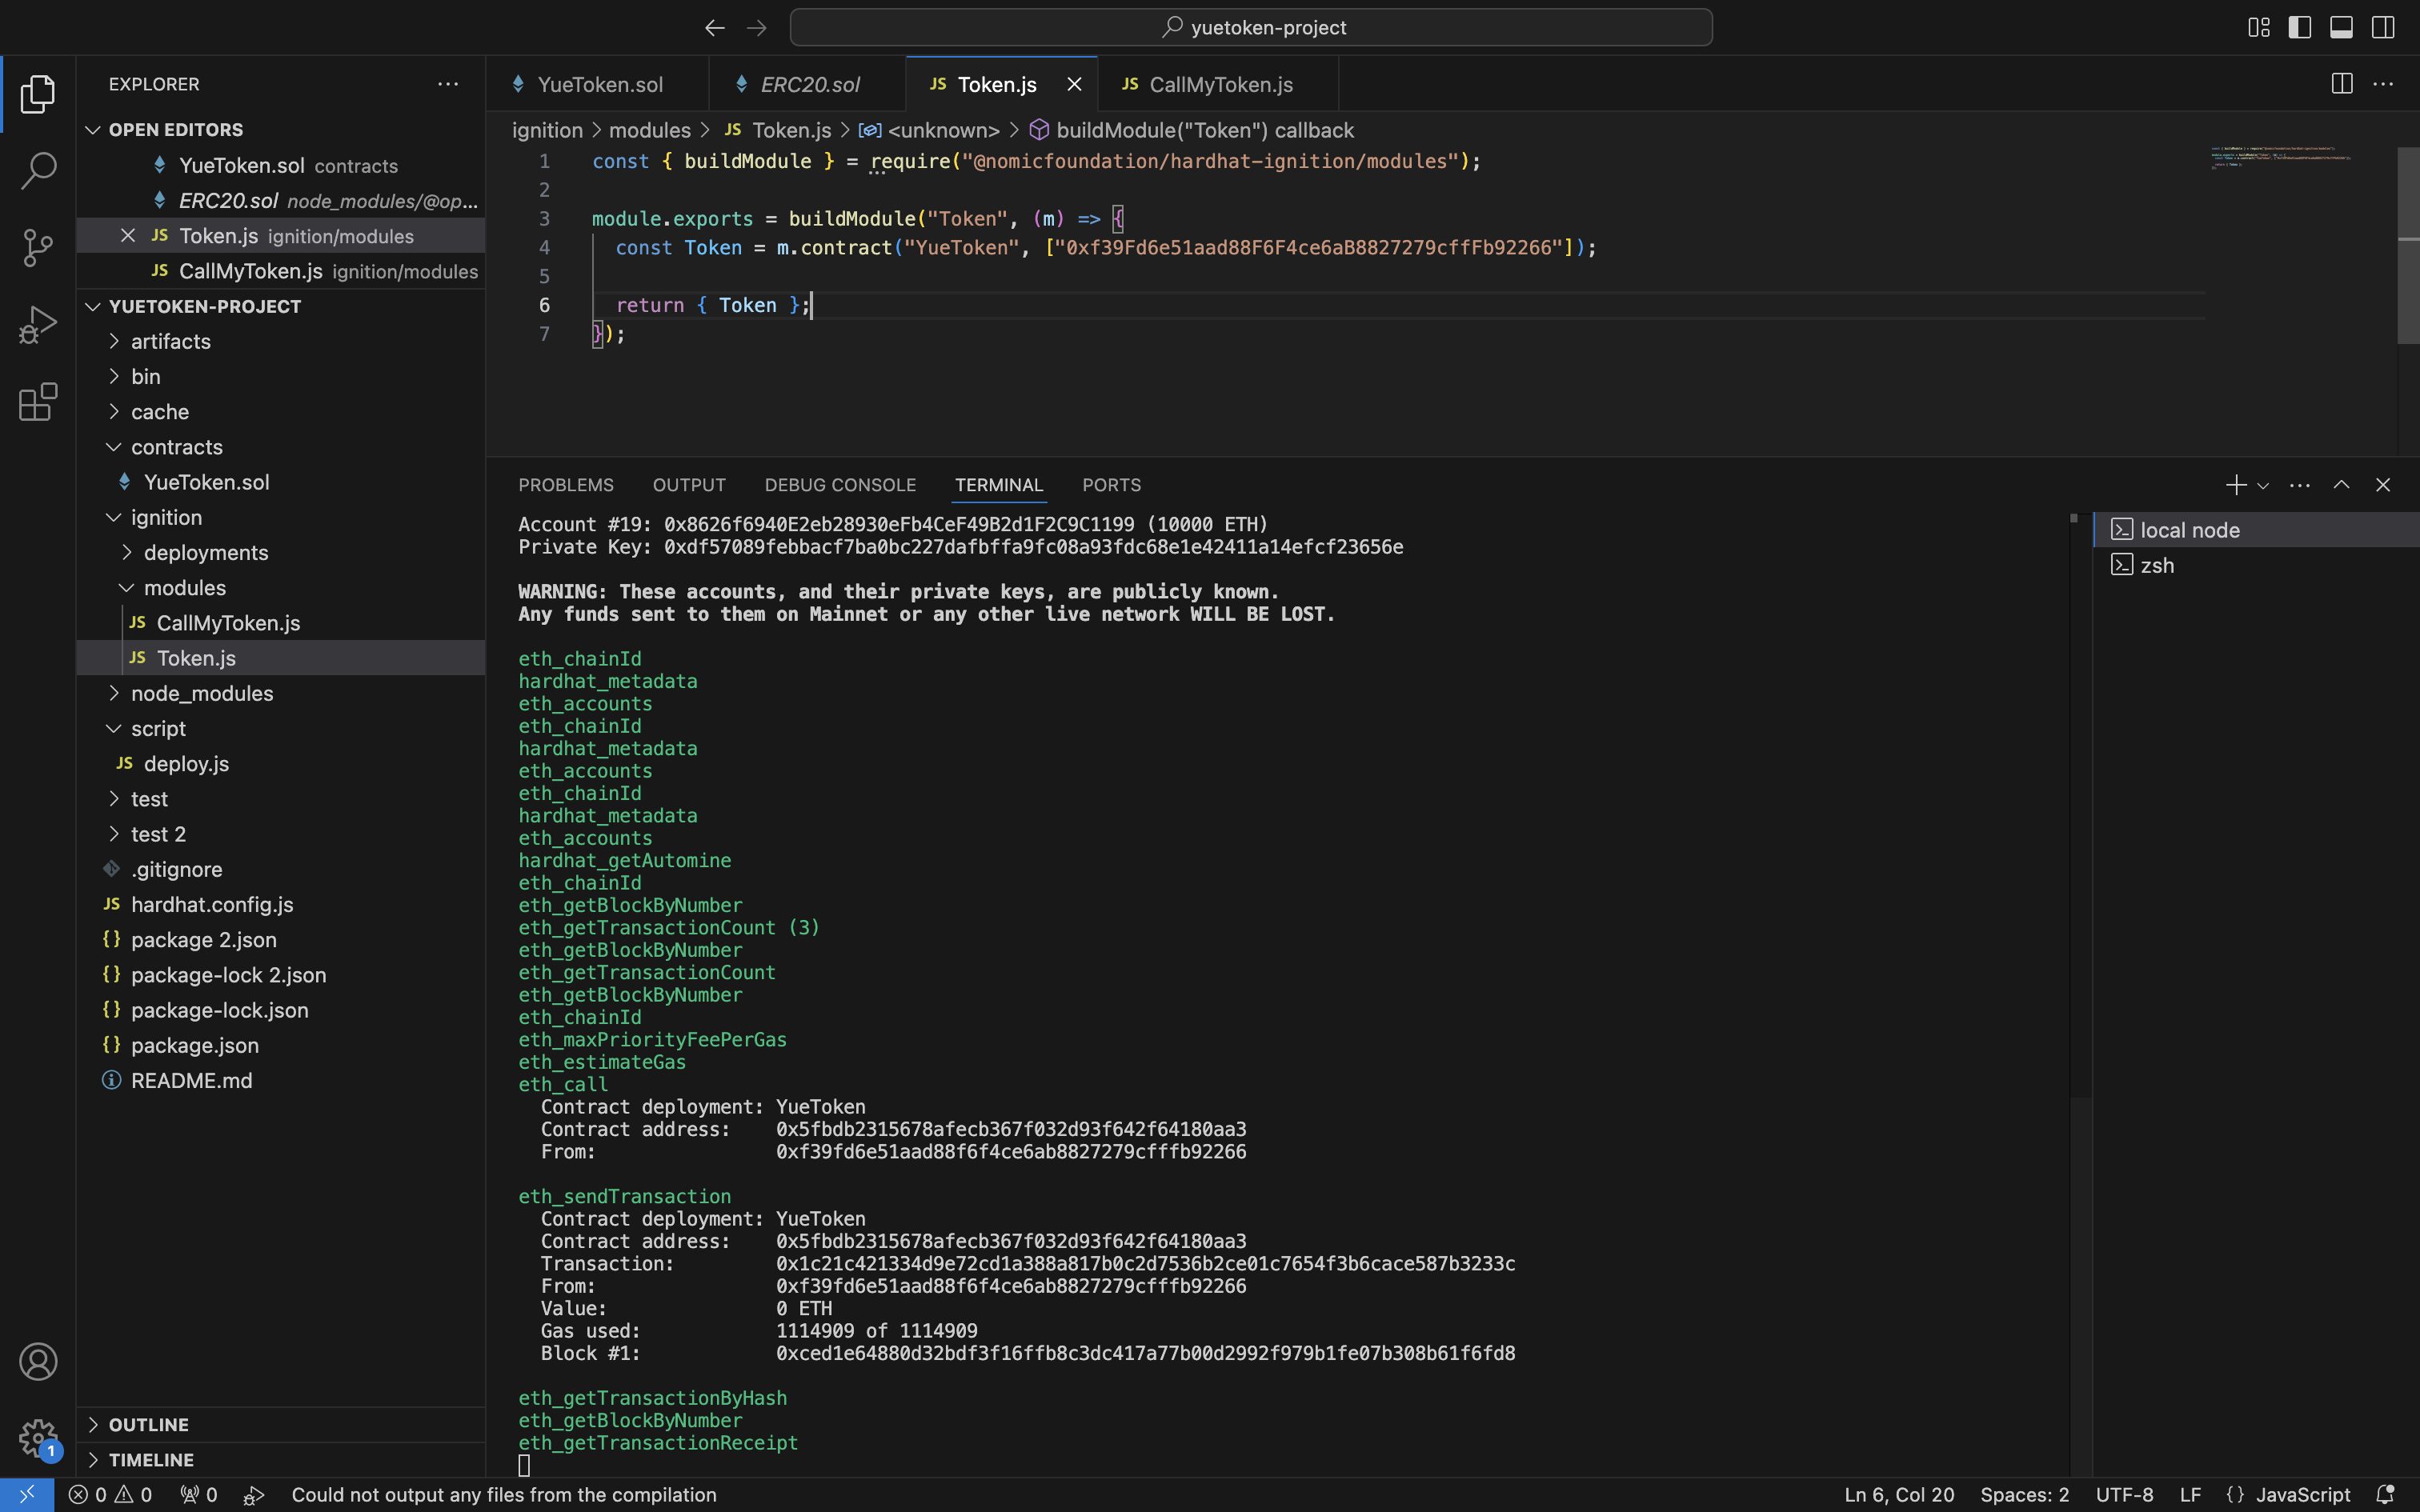 yuetoken-project
EXPLORER
OPEN EDITORS
YueToken.sol contracts
ERC20.sol node_modules/@op...
Token.js ignition/modules
CallMyToken.js ignition/modules
YUETOKEN-PROJECT
artifacts
bin
cache
contracts
YueToken.sol
ignition
deployments
modules
JS CallMyToken.js
JS Token.js
node_modules
script
JS deploy.js
test
test 2
.gitignore
JS hardhat.config.js
{} package 2.json
{} package-lock 2.json
{} package-lock.json
{} package.json
README.md
OUTLINE
TIMELINE
YueToken.sol
ERC20.sol
JS Token.js
JS CallMyToken.js
ignition > modules > JS Token.js > <unknown> > buildModule("Token") callback
1 const { buildModule } = require("@nomicfoundation/hardhat-ignition/modules");
2
3 module.exports = buildModule("Token", (m) => {
4 const Token = m.contract("YueToken", ["0xf39Fd6e51aad88F6F4ce6aB8827279cffFb92266"]);
5
6 return { Token };
7 });
PROBLEMS OUTPUT DEBUG CONSOLE TERMINAL PORTS
Account #19: 0x8626f6940E2eb28930eFb4CeF49B2d1F2C9C1199 (10000 ETH)
Private Key: 0xdf57089febbacf7ba0bc227dafbffa9fc08a93fdc68e1e42411a14efcf23656e
WARNING: These accounts, and their private keys, are publicly known.
Any funds sent to them on Mainnet or any other live network WILL BE LOST.
eth_chainId
hardhat_metadata
eth_accounts
eth_chainId
hardhat_metadata
eth_accounts
eth_chainId
hardhat_metadata
eth_accounts
hardhat_getAutomine
eth_chainId
eth_getBlockByNumber
eth_getTransactionCount (3)
eth_getBlockByNumber
eth_getTransactionCount
eth_getBlockByNumber
eth_chainId
eth_maxPriorityFeePerGas
eth_estimateGas
eth_call
Contract deployment: YueToken
Contract address: 0x5fbdb2315678afecb367f032d93f642f64180aa3
From: 0xf39fd6e51aad88f6f4ce6ab8827279cfffb92266
eth_sendTransaction
Contract deployment: YueToken
Contract address: 0x5fbdb2315678afecb367f032d93f642f64180aa3
Transaction: 0x1c21c421334d9e72cd1a388a817b0c2d7536b2ce01c7654f3b6cace587b3233c
From: 0xf39fd6e51aad88f6f4ce6ab8827279cfffb92266
Value: 0 ETH
Gas used: 1114909 of 1114909
Block #1: 0xced1e64880d32bdf3f16ffb8c3dc417a77b00d2992f979b1fe07b308b61f6fd8
eth_getTransactionByHash
eth_getBlockByNumber
eth_getTransactionReceipt
local node
zsh
1
0 0 0 Could not output any files from the compilation
Ln 6, Col 20 Spaces: 2 UTF-8 LF {} JavaScript